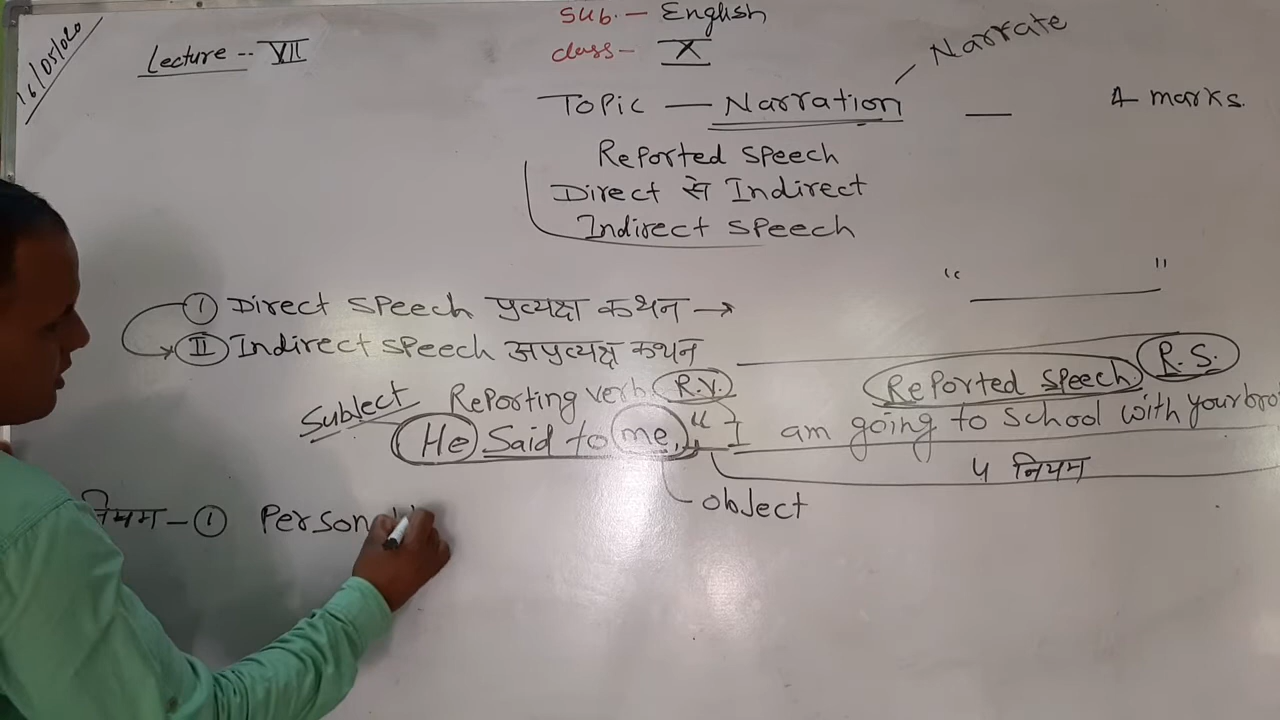 16/05/020
Lecture -- VII
Sub. - English
Class - X
Narrate
Topic — Narration — 4 marks.
Reported speech
Direct से Indirect
Indirect speech
“ ”
① Direct speech प्रत्यक्ष कथन →
② Indirect speech अप्रत्यक्ष कथन
Subject Reporting verb R.V. Reported speech R.S.
He Said to me, “ I am going to school with your bro
4 नियम
object
नियम - ① Person